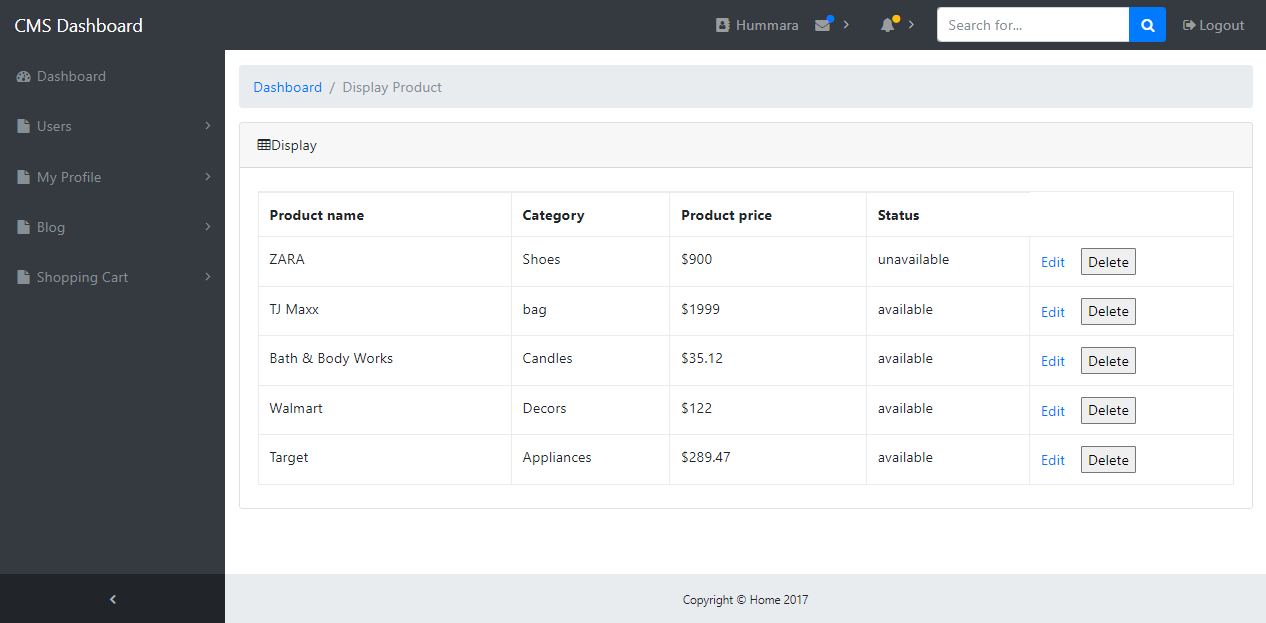 CMS Dashboard
Hummara
Search for...
Logout
Dashboard
Users
My Profile
Blog
Shopping Cart
Dashboard / Display Product
Display
Product name Category Product price Status
ZARA Shoes $900 unavailable Edit Delete
TJ Maxx bag $1999 available Edit Delete
Bath & Body Works Candles $35.12 available Edit Delete
Walmart Decors $122 available Edit Delete
Target Appliances $289.47 available Edit Delete
Copyright © Home 2017